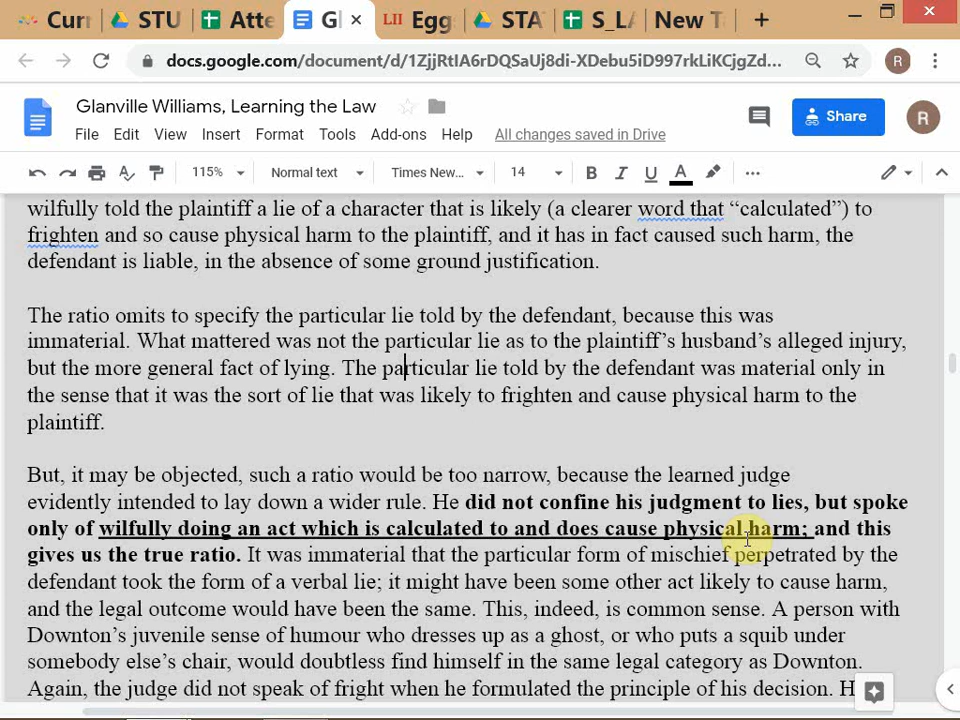 Curr STU Atte Gl × LII Egg STA S_LA New T +
docs.google.com/document/d/1ZjjRtIA6rDQSaUj8di-XDebu5iD997rkLiKCjgZd... R
Glanville Williams, Learning the Law
File Edit View Insert Format Tools Add-ons Help All changes saved in Drive Share R
115% Normal text Times New... 14 B I U A ...
wilfully told the plaintiff a lie of a character that is likely (a clearer word that “calculated”) to
frighten and so cause physical harm to the plaintiff, and it has in fact caused such harm, the
defendant is liable, in the absence of some ground justification.
The ratio omits to specify the particular lie told by the defendant, because this was
immaterial. What mattered was not the particular lie as to the plaintiff’s husband’s alleged injury,
but the more general fact of lying. The particular lie told by the defendant was material only in
the sense that it was the sort of lie that was likely to frighten and cause physical harm to the
plaintiff.
But, it may be objected, such a ratio would be too narrow, because the learned judge
evidently intended to lay down a wider rule. He did not confine his judgment to lies, but spoke
only of wilfully doing an act which is calculated to and does cause physical harm; and this
gives us the true ratio. It was immaterial that the particular form of mischief perpetrated by the
defendant took the form of a verbal lie; it might have been some other act likely to cause harm,
and the legal outcome would have been the same. This, indeed, is common sense. A person with
Downton’s juvenile sense of humour who dresses up as a ghost, or who puts a squib under
somebody else’s chair, would doubtless find himself in the same legal category as Downton.
Again, the judge did not speak of fright when he formulated the principle of his decision. H